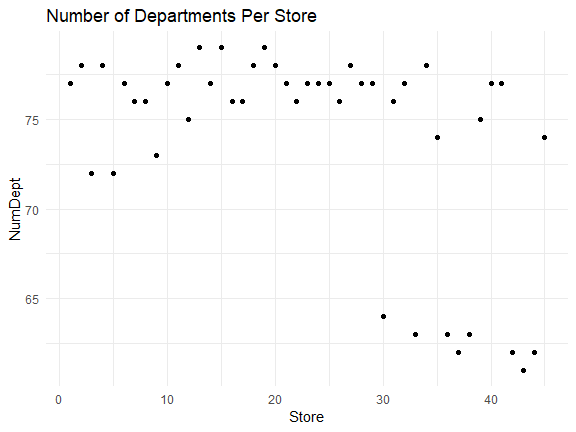 Number of Departments Per Store
NumDept
75
70
65
0 10 20 30 40
Store